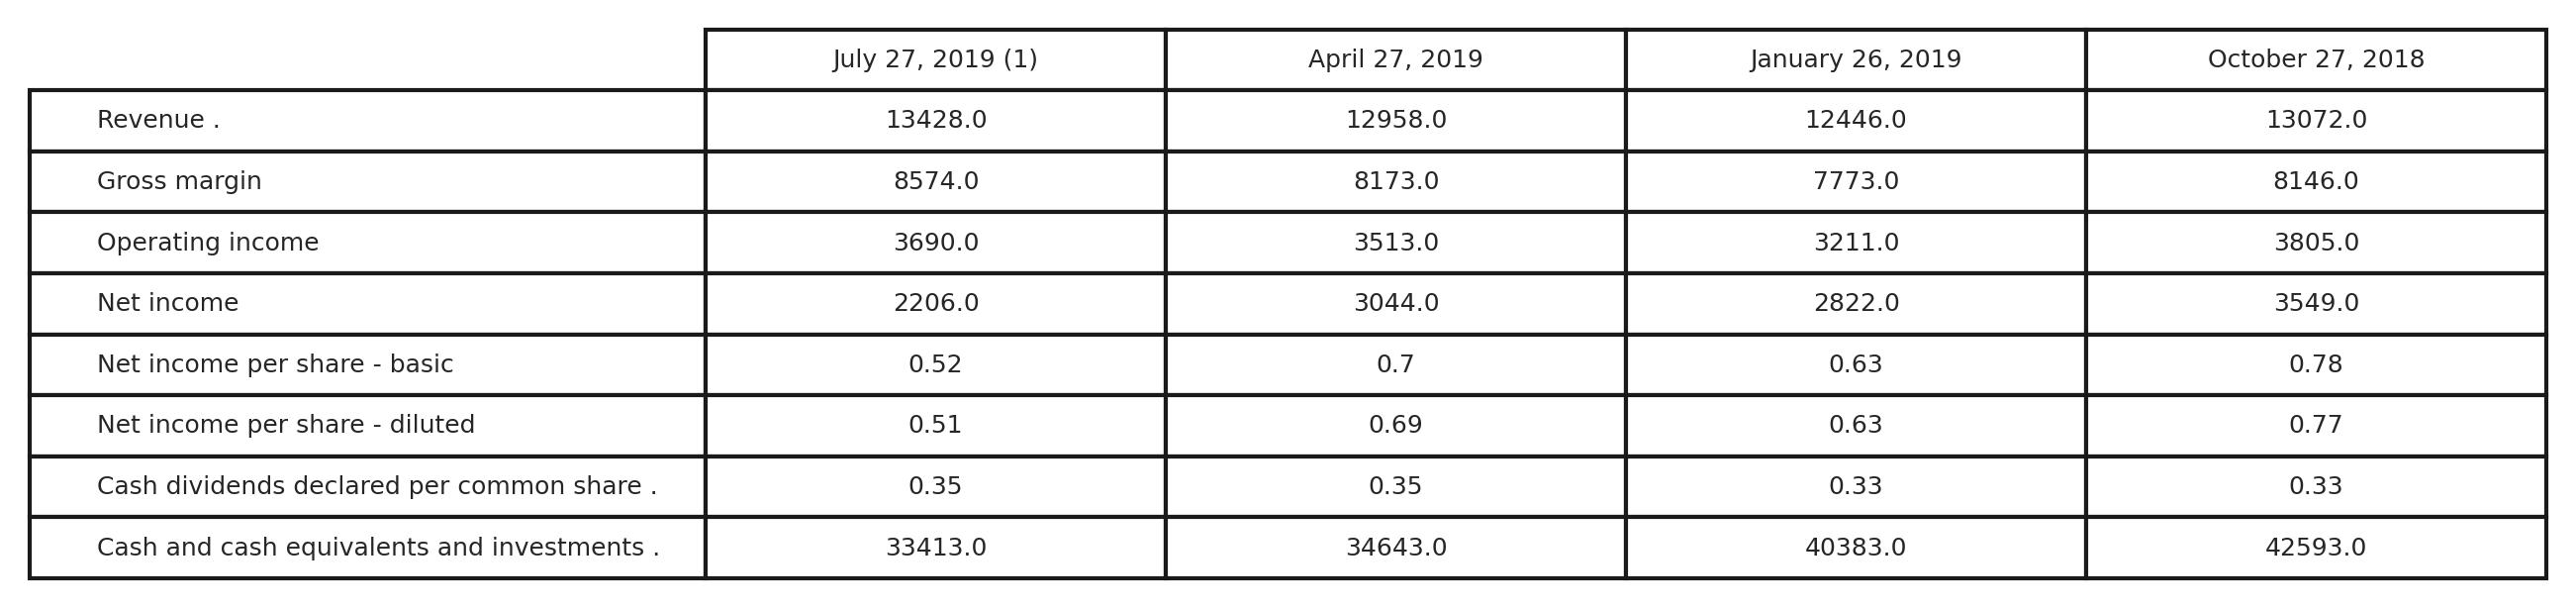 July 27, 2019 (1) April 27, 2019 January 26, 2019 October 27, 2018
Revenue . 13428.0 12958.0 12446.0 13072.0
Gross margin 8574.0 8173.0 7773.0 8146.0
Operating income 3690.0 3513.0 3211.0 3805.0
Net income 2206.0 3044.0 2822.0 3549.0
Net income per share - basic 0.52 0.7 0.63 0.78
Net income per share - diluted 0.51 0.69 0.63 0.77
Cash dividends declared per common share . 0.35 0.35 0.33 0.33
Cash and cash equivalents and investments . 33413.0 34643.0 40383.0 42593.0